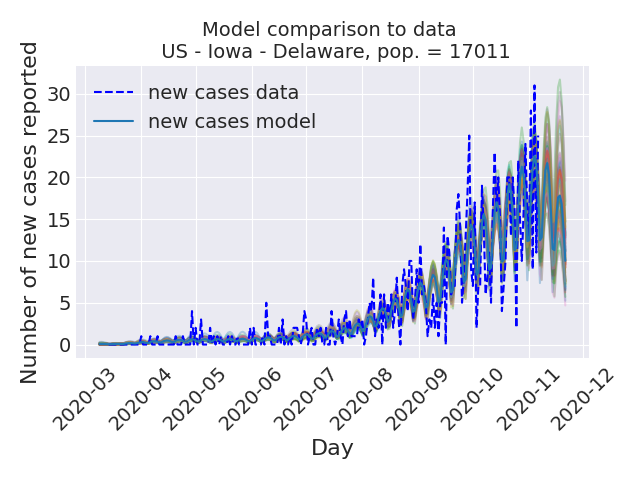 Model comparison to data
US - Iowa - Delaware, pop. = 17011
Number of new cases reported
30
25
20
15
10
5
0
new cases data
new cases model
2020-03
2020-04
2020-05
2020-06
2020-07
2020-08
2020-09
2020-10
2020-11
2020-12
Day